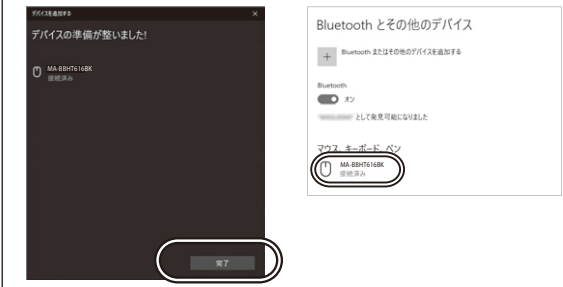 デバイスを追加する
×
デバイスの準備が整いました!
MA-BBHT616BK
接続済み
完了
Bluetooth とその他のデバイス
+
Bluetooth またはその他のデバイスを追加する
Bluetooth
オン
として発見可能になりました
マウス、キーボード、ペン
MA-BBHT616BK
接続済み